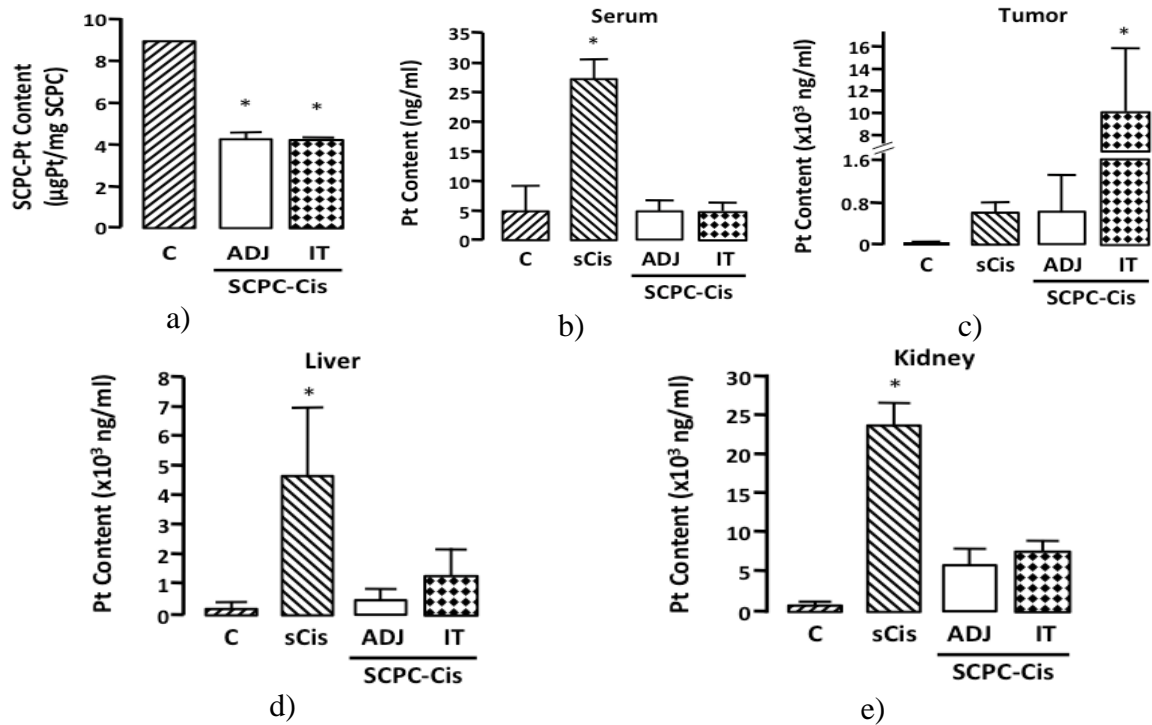 SCPC-Pt Content
(µgPt/mg SCPC)
10
8
6
4
2
0
*
*
C
ADJ
IT
SCPC-Cis
a)
Serum
Pt Content (ng/ml)
35
30
25
20
15
10
5
0
*
C
sCis
ADJ
IT
SCPC-Cis
b)
Tumor
Pt Content (x10³ ng/ml)
16
14
12
10
8
1.6
0.8
0
*
C
sCis
ADJ
IT
SCPC-Cis
c)
Liver
Pt Content (x10³ ng/ml)
8
7
6
5
4
3
2
1
0
*
C
sCis
ADJ
IT
SCPC-Cis
d)
Kidney
Pt Content (x10³ ng/ml)
30
25
20
15
10
5
0
*
C
sCis
ADJ
IT
SCPC-Cis
e)